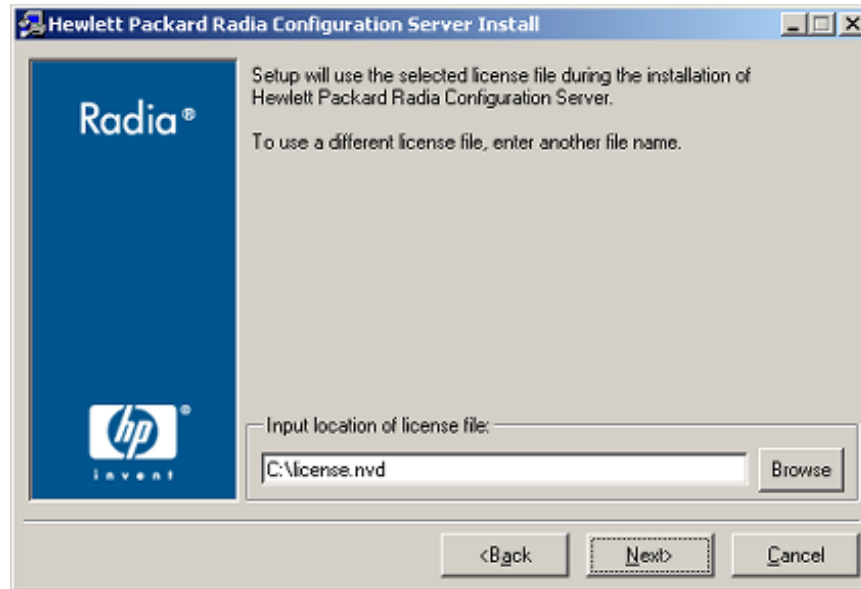 Hewlett Packard Radia Configuration Server Install
Setup will use the selected license file during the installation of
Hewlett Packard Radia Configuration Server.
To use a different license file, enter another file name.
Radia®
hp®
invent
Input location of license file:
C:\license.nvd
Browse
<Back
Next>
Cancel